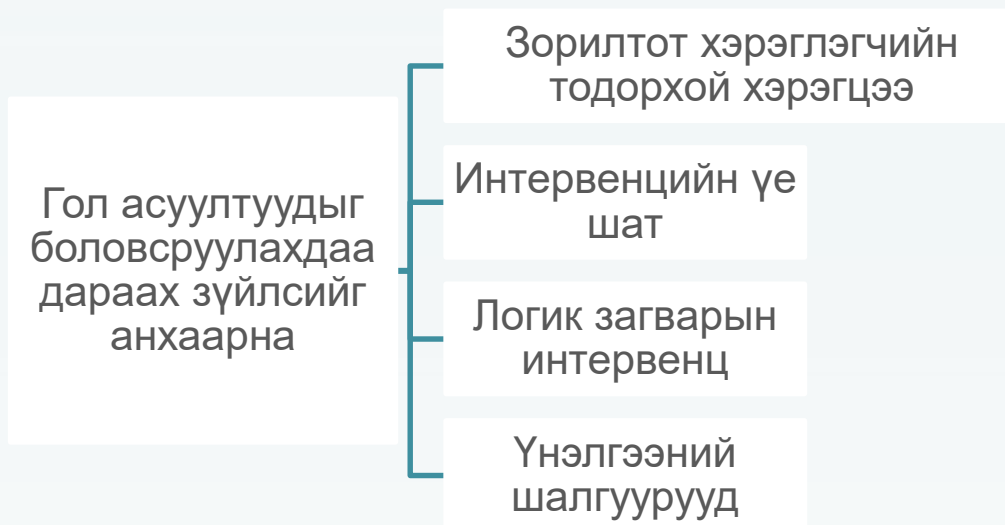 Гол асуултуудыг
боловсруулахдаа
дараах зүйлсийг
анхаарна
Зорилтот хэрэглэгчийн
тодорхой хэрэгцээ
Интервенцийн үе
шат
Логик загварын
интервенц
Үнэлгээний
шалгуурууд